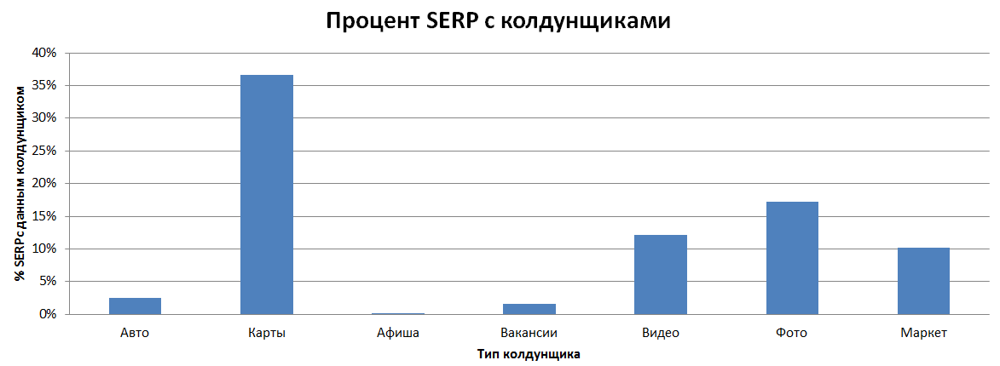 Процент SERP с колдунщиками
% SERP с данным колдунщиком
40%
35%
30%
25%
20%
15%
10%
5%
0%
Авто Карты Афиша Вакансии Видео Фото Маркет
Тип колдунщика